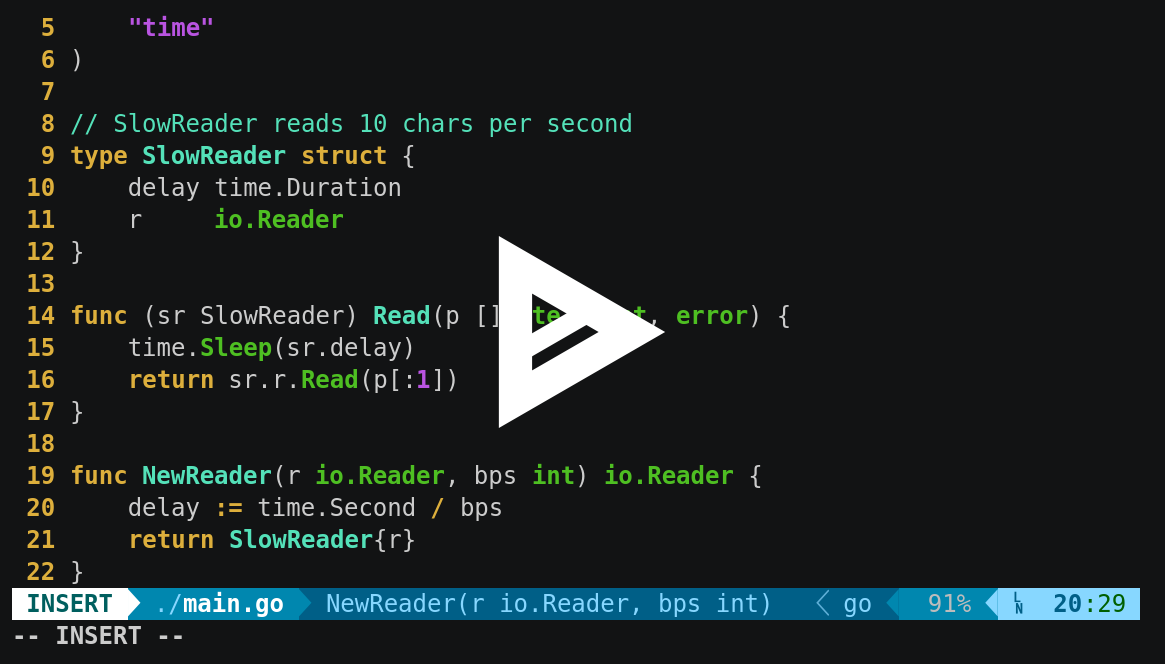 5 "time"
6 )
7
8 // SlowReader reads 10 chars per second
9 type SlowReader struct {
10 delay time.Duration
11 r io.Reader
12 }
13
14 func (sr SlowReader) Read(p [] , error) {
15 time.Sleep(sr.delay)
16 return sr.r.Read(p[:1])
17 }
18
19 func NewReader(r io.Reader, bps int) io.Reader {
20 delay := time.Second / bps
21 return SlowReader{r}
22 }
INSERT ./main.go NewReader(r io.Reader, bps int) go 91% LN 20:29
-- INSERT --